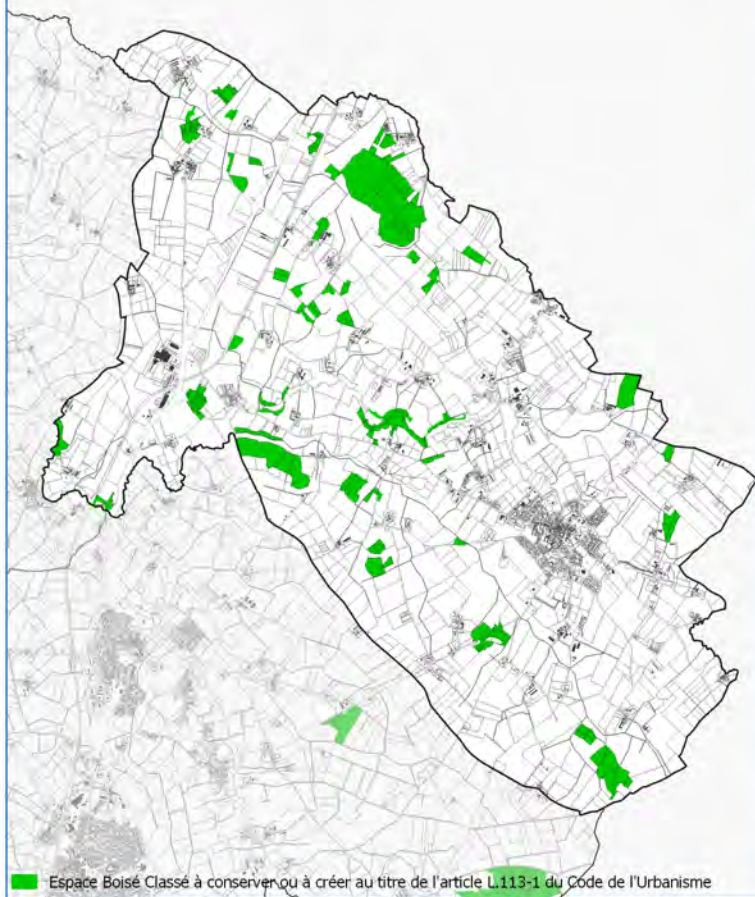 Espace Boisé Classé à conserver ou à créer au titre de l'article L.113-1 du Code de l'Urbanisme